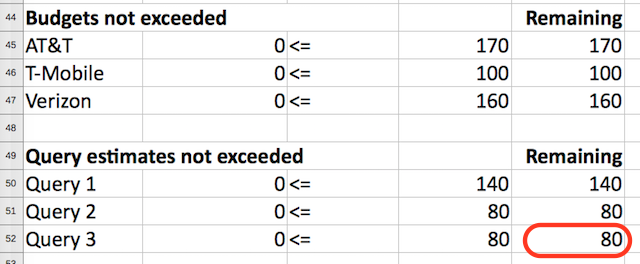 44 Budgets not exceeded Remaining
45 AT&T 0 <= 170 170
46 T-Mobile 0 <= 100 100
47 Verizon 0 <= 160 160
48
49 Query estimates not exceeded Remaining
50 Query 1 0 <= 140 140
51 Query 2 0 <= 80 80
52 Query 3 0 <= 80 80